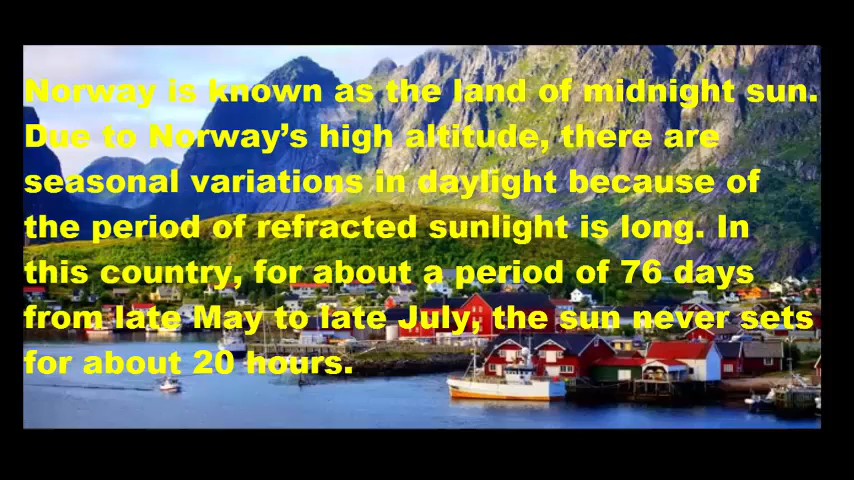 Norway is known as the land of midnight sun.
Due to Norway’s high altitude, there are
seasonal variations in daylight because of
the period of refracted sunlight is long. In
this country, for about a period of 76 days
from late May to late July, the sun never sets
for about 20 hours.